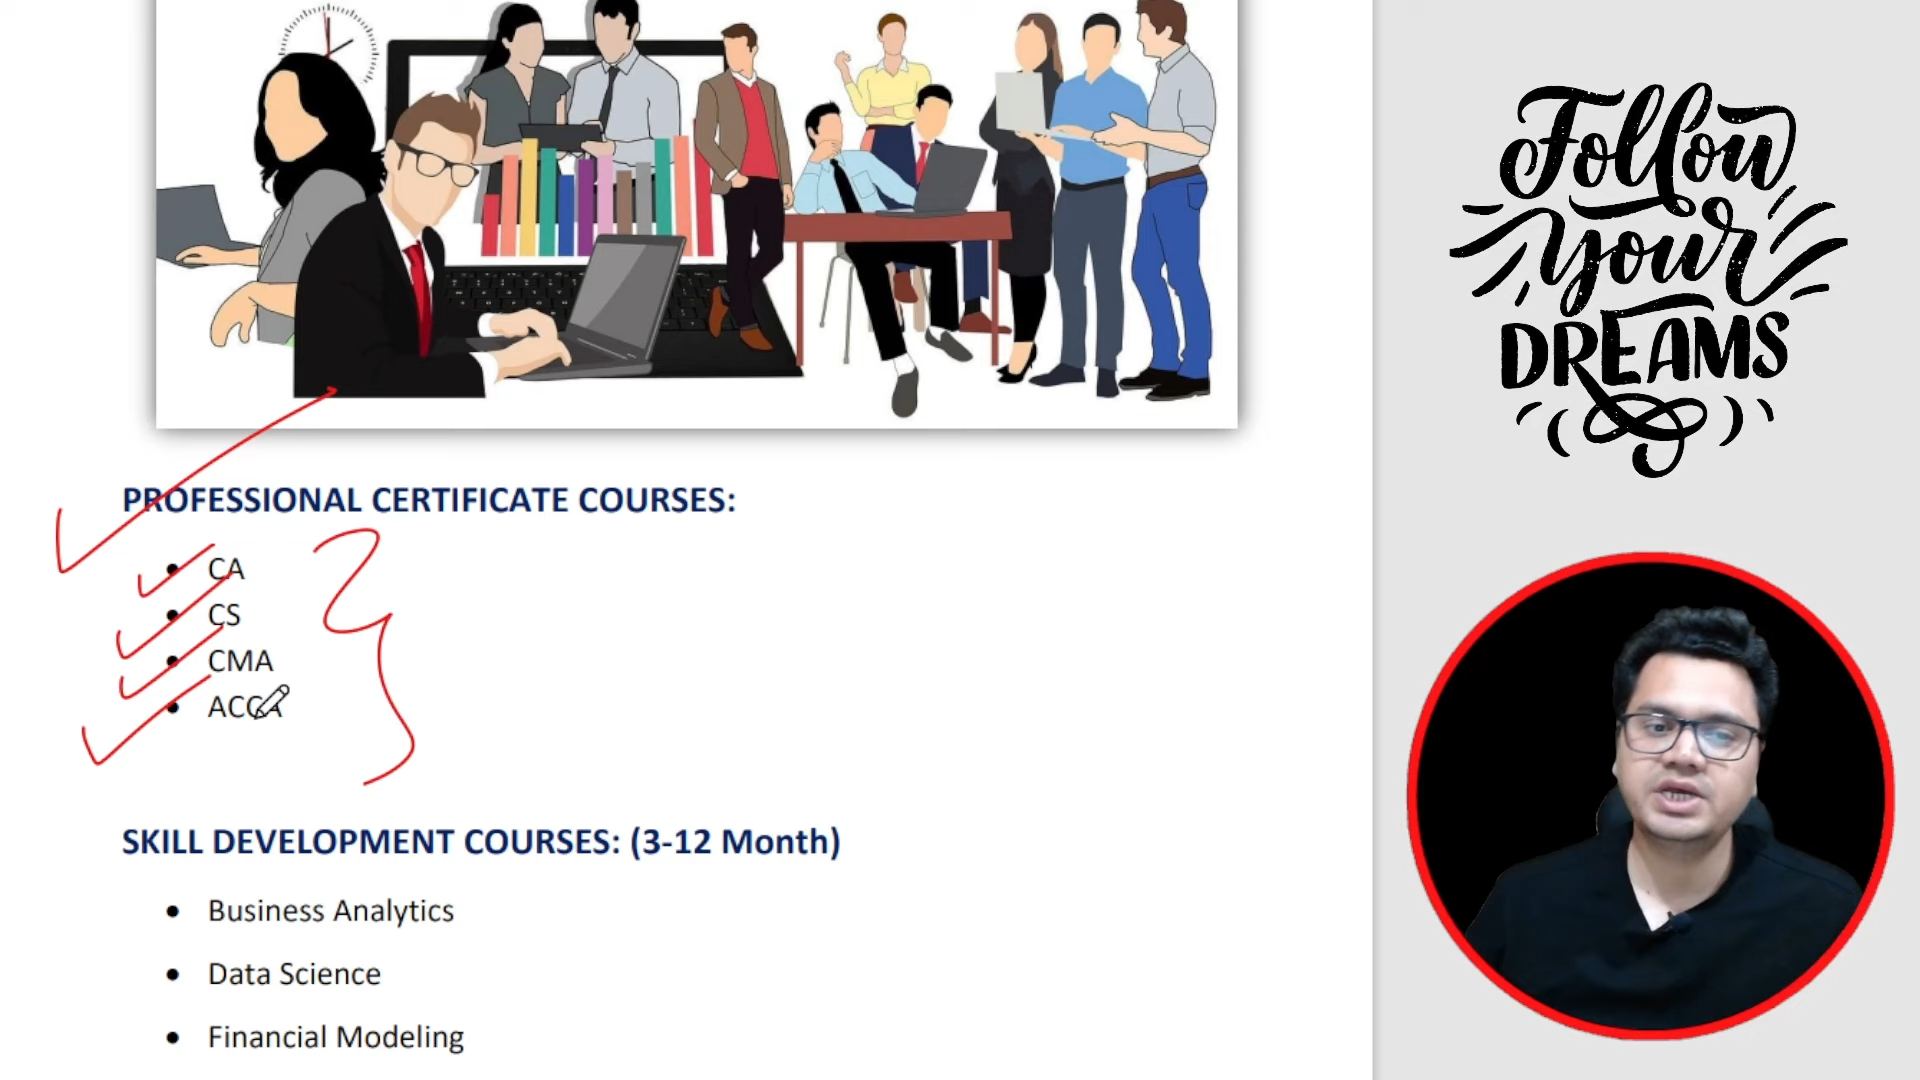 PROFESSIONAL CERTIFICATE COURSES:
• CA
• CS
• CMA
• ACCA
SKILL DEVELOPMENT COURSES: (3-12 Month)
• Business Analytics
• Data Science
• Financial Modeling
Follow
your
DREAMS